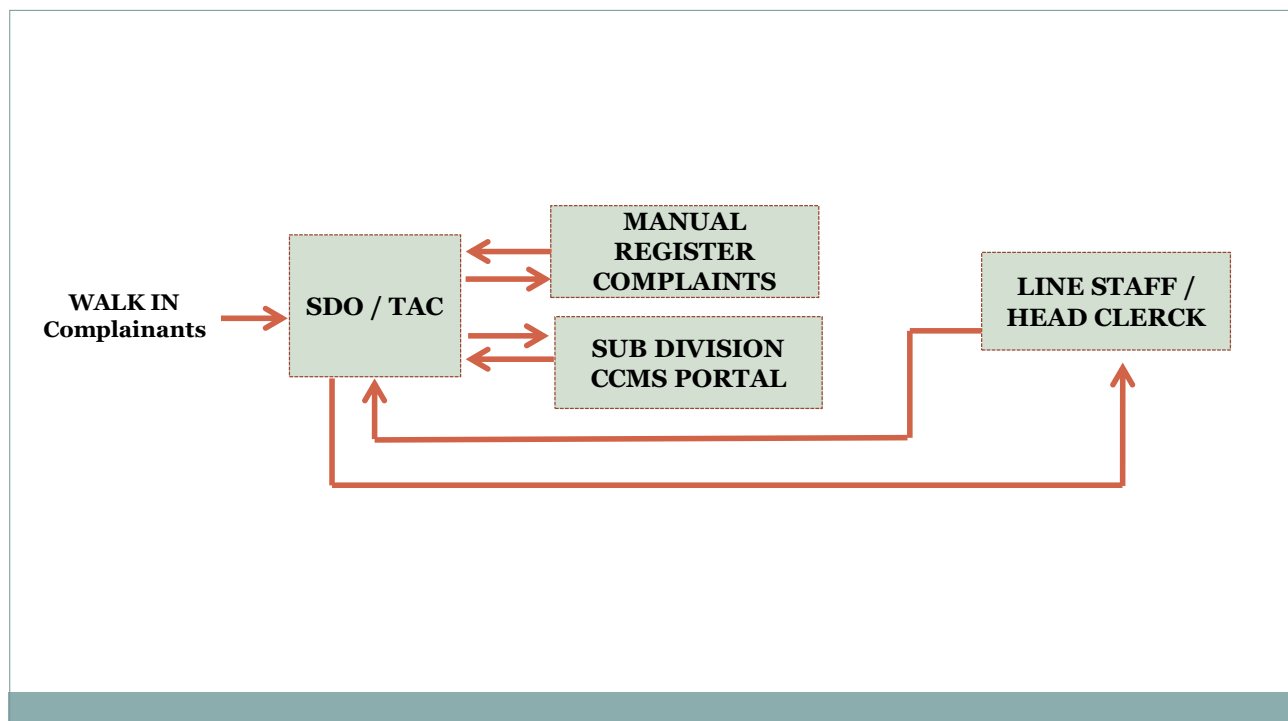 WALK IN
Complainants
SDO / TAC
MANUAL
REGISTER
COMPLAINTS
SUB DIVISION
CCMS PORTAL
LINE STAFF /
HEAD CLERCK